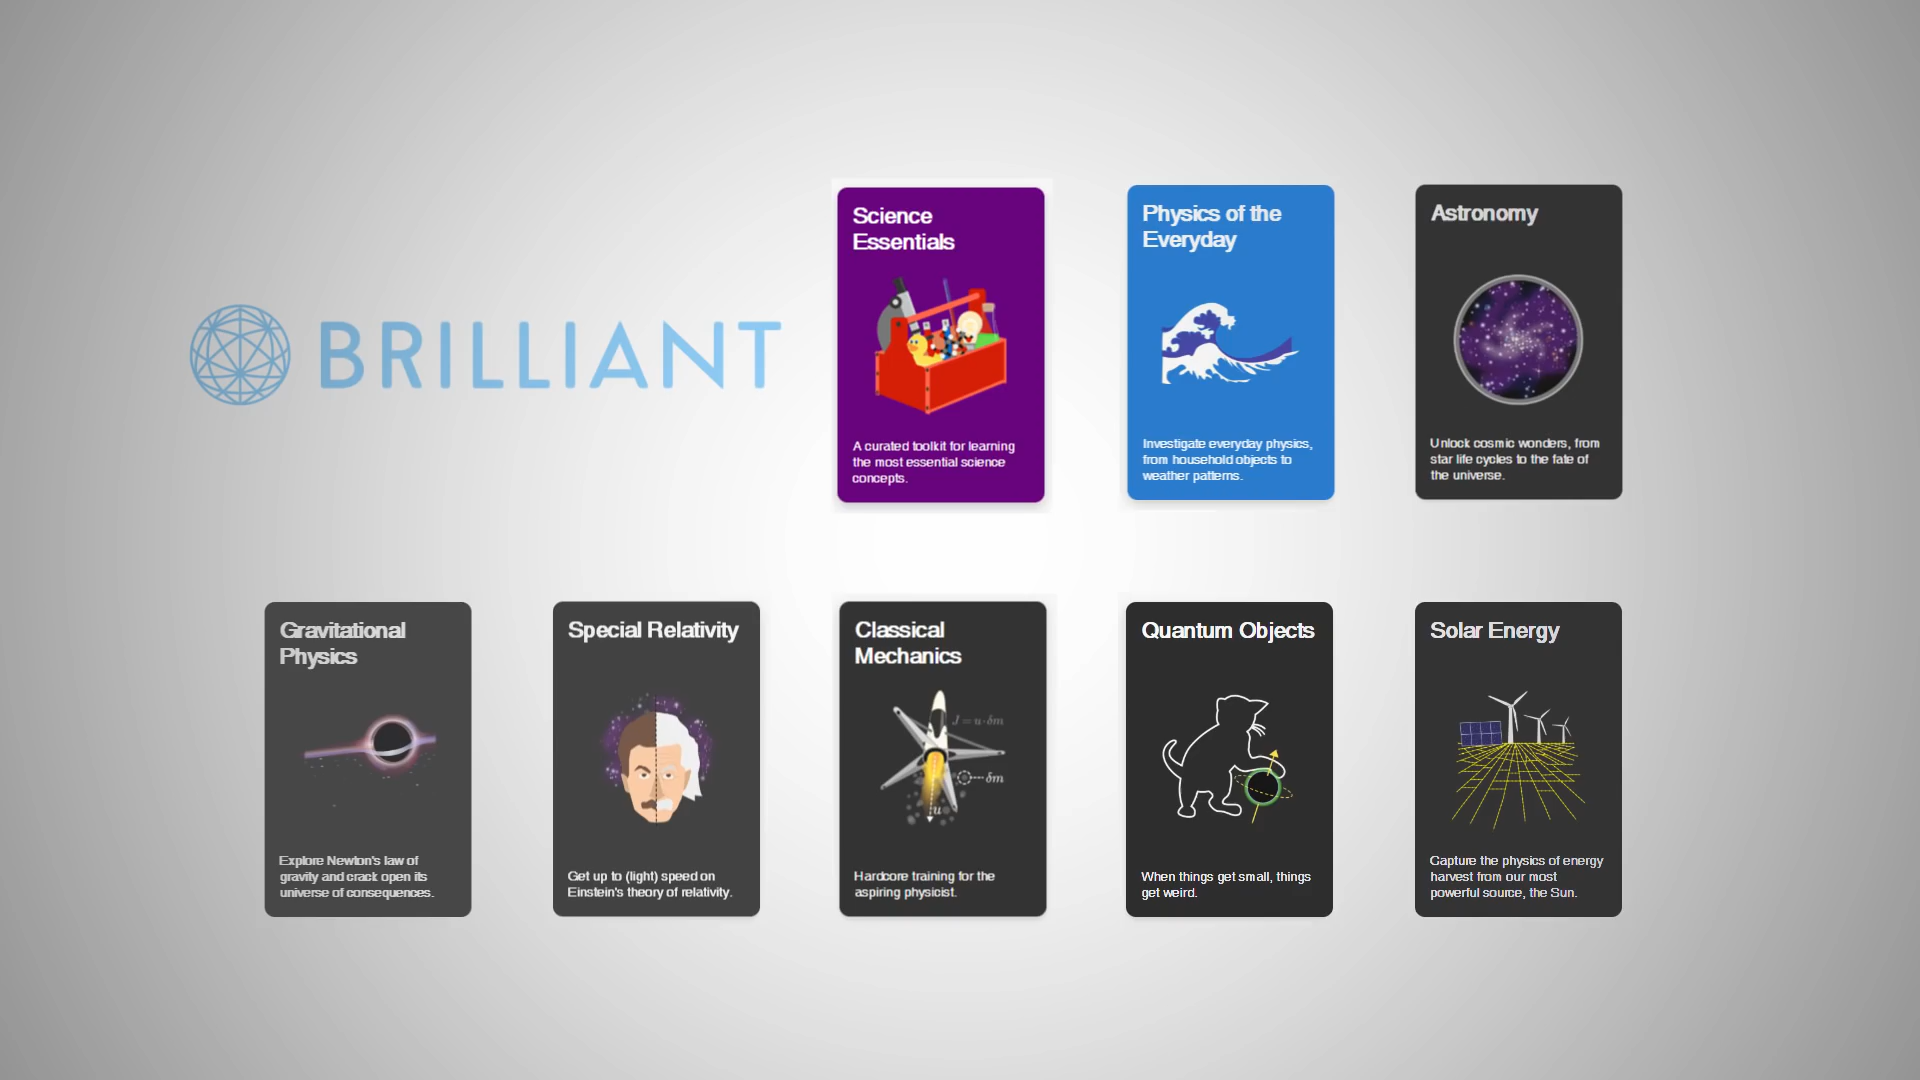 BRILLIANT
Science
Essentials
A curated toolkit for learning
the most essential science
concepts.
Physics of the
Everyday
Investigate everyday physics,
from household objects to
weather patterns.
Astronomy
Unlock cosmic wonders, from
star life cycles to the fate of
the universe.
Gravitational
Physics
Explore Newton's law of
gravity and crack open its
universe of consequences.
Special Relativity
Get up to (light) speed on
Einstein's theory of relativity.
Classical
Mechanics
J = u · δm
δm
u
Hardcore training for the
aspiring physicist.
Quantum Objects
When things get small, things
get weird.
Solar Energy
Capture the physics of energy
harvest from our most
powerful source, the Sun.